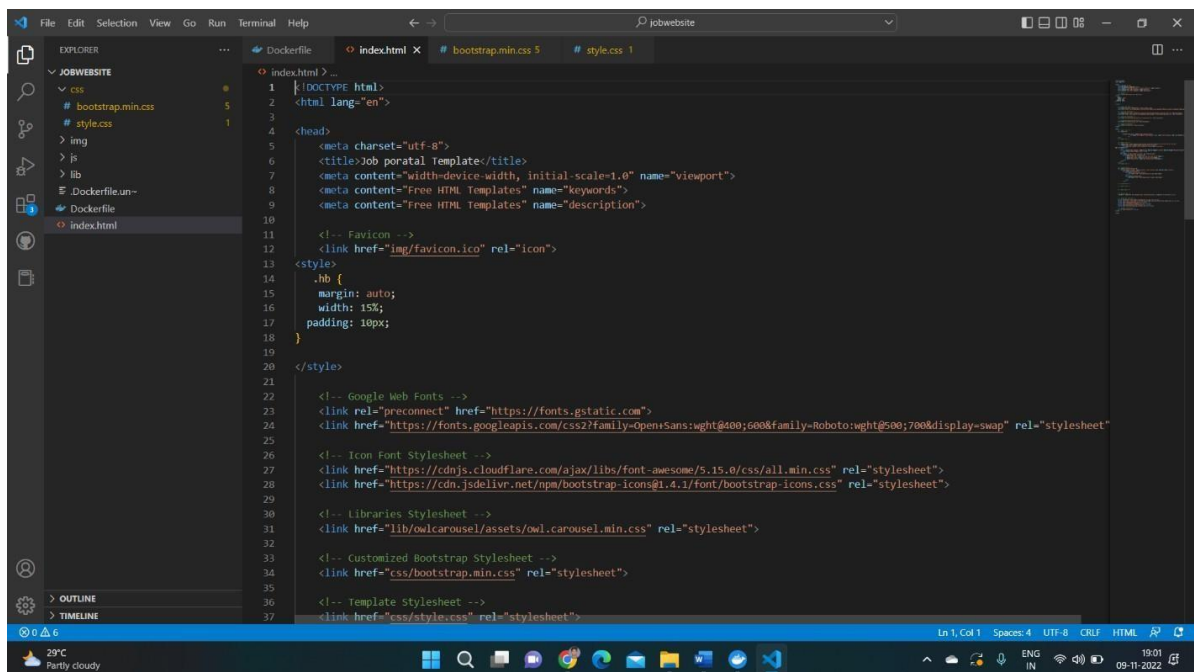 File Edit Selection View Go Run Terminal Help
jobwebsite
EXPLORER
JOBWEBSITE
css
# bootstrap.min.css 5
# style.css 1
img
js
lib
.Dockerfile.un~
Dockerfile
index.html
OUTLINE
TIMELINE
Dockerfile index.html # bootstrap.min.css 5 # style.css 1
index.html > ...
1 <!DOCTYPE html>
2 <html lang="en">
3
4 <head>
5 <meta charset="utf-8">
6 <title>Job poratal Template</title>
7 <meta content="width=device-width, initial-scale=1.0" name="viewport">
8 <meta content="Free HTML Templates" name="keywords">
9 <meta content="Free HTML Templates" name="description">
10
11 <!-- Favicon -->
12 <link href="img/favicon.ico" rel="icon">
13 <style>
14 .hb {
15 margin: auto;
16 width: 15%;
17 padding: 10px;
18 }
19
20 </style>
21
22 <!-- Google Web Fonts -->
23 <link rel="preconnect" href="https://fonts.gstatic.com">
24 <link href="https://fonts.googleapis.com/css2?family=Open+Sans:wght@400;600&family=Roboto:wght@500;700&display=swap" rel="stylesheet"
25
26 <!-- Icon Font Stylesheet -->
27 <link href="https://cdnjs.cloudflare.com/ajax/libs/font-awesome/5.15.0/css/all.min.css" rel="stylesheet">
28 <link href="https://cdn.jsdelivr.net/npm/bootstrap-icons@1.4.1/font/bootstrap-icons.css" rel="stylesheet">
29
30 <!-- Libraries Stylesheet -->
31 <link href="lib/owlcarousel/assets/owl.carousel.min.css" rel="stylesheet">
32
33 <!-- Customized Bootstrap Stylesheet -->
34 <link href="css/bootstrap.min.css" rel="stylesheet">
35
36 <!-- Template Stylesheet -->
37 <link href="css/style.css" rel="stylesheet">
3
0 6
Ln 1, Col 1 Spaces: 4 UTF-8 CRLF HTML
29°C
Partly cloudy
ENG
IN
19:01
09-11-2022